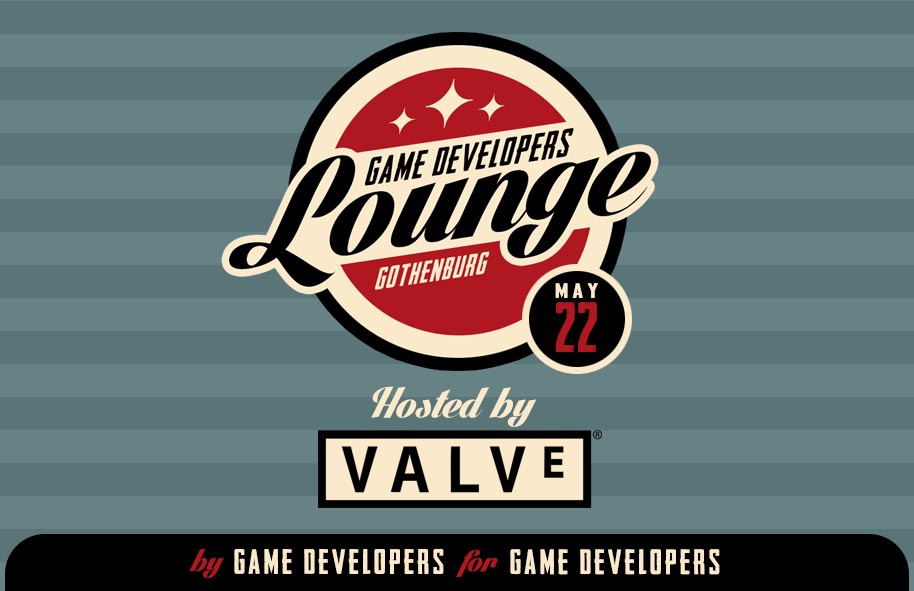 GAME DEVELOPERS
Lounge
GOTHENBURG
MAY
22
Hosted by
VALVE®
by GAME DEVELOPERS for GAME DEVELOPERS